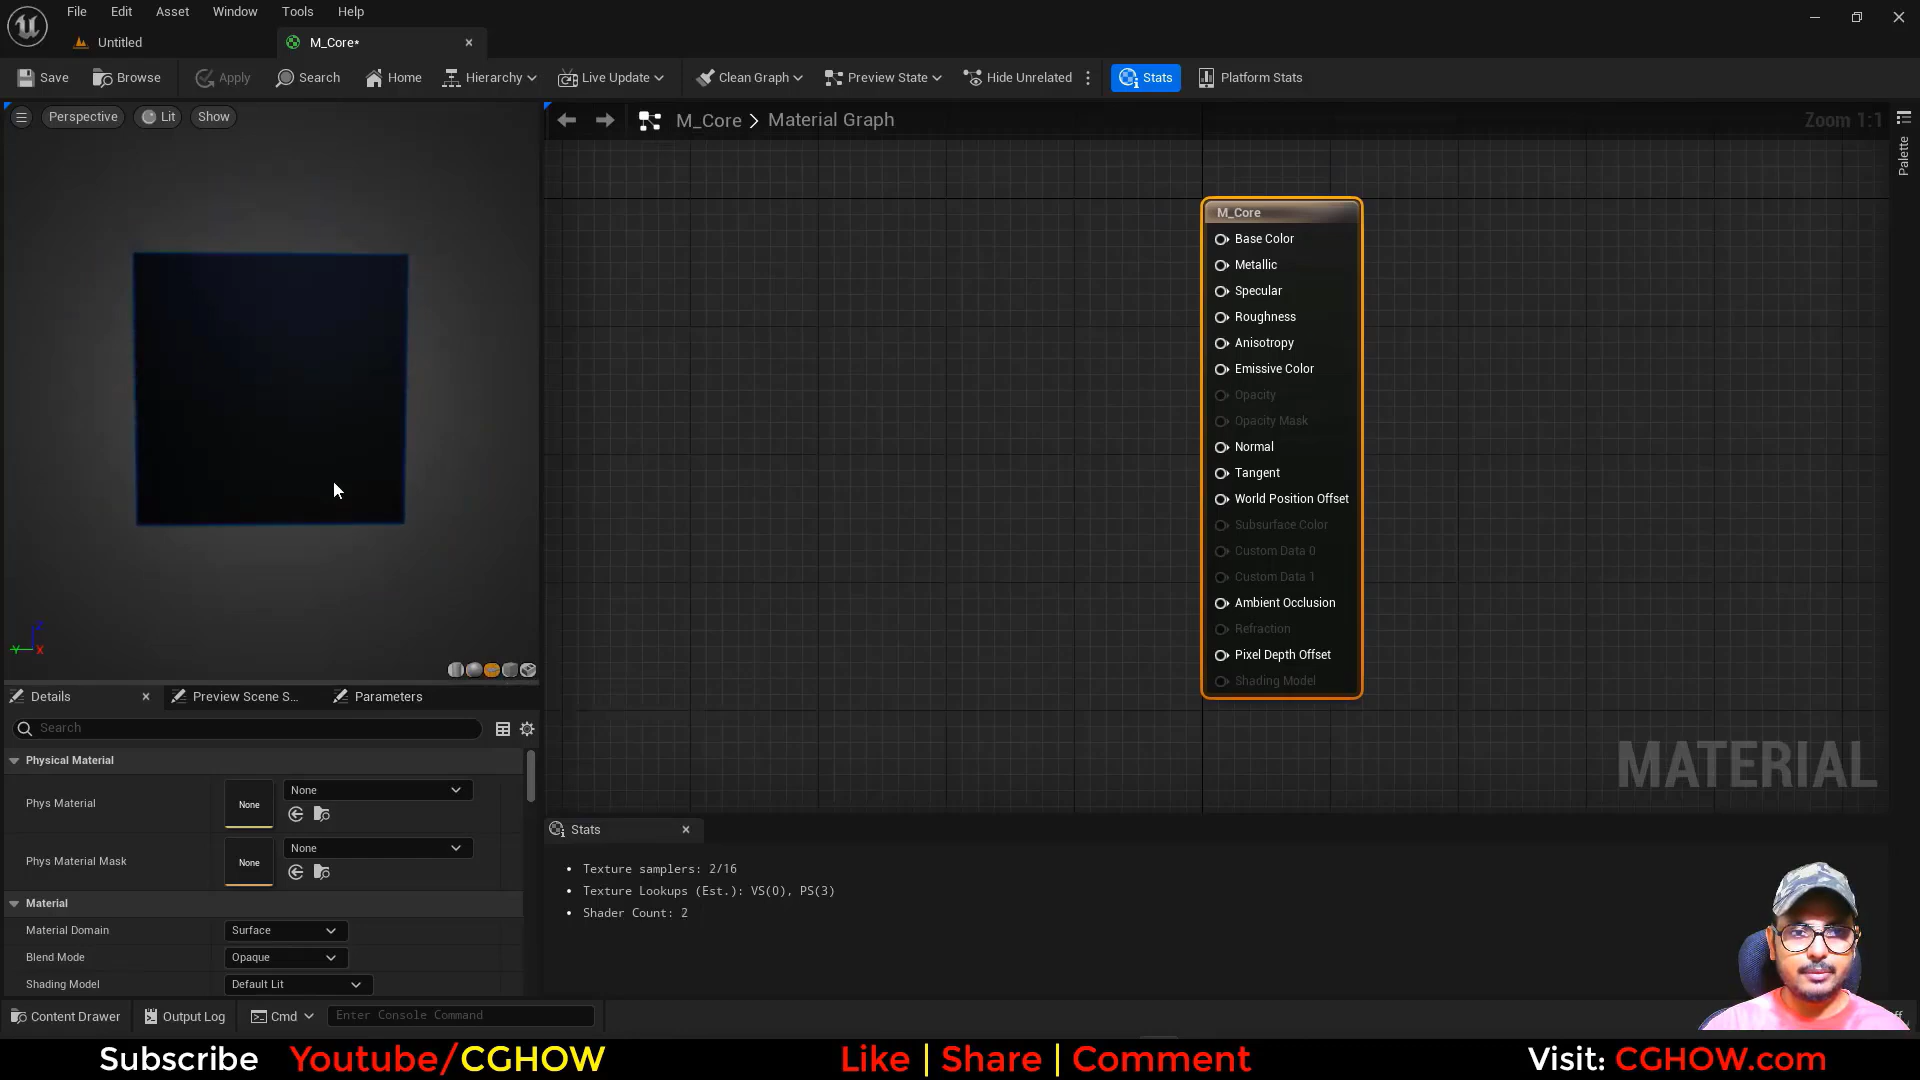 File Edit Asset Window Tools Help
Untitled M_Core*
Save Browse Apply Search Home Hierarchy Live Update Clean Graph Preview State Hide Unrelated Stats Platform Stats
Perspective Lit Show
M_Core > Material Graph
Zoom 1:1
Palette
M_Core
Base Color
Metallic
Specular
Roughness
Anisotropy
Emissive Color
Opacity
Opacity Mask
Normal
Tangent
World Position Offset
Subsurface Color
Custom Data 0
Custom Data 1
Ambient Occlusion
Refraction
Pixel Depth Offset
Shading Model
MATERIAL
Z
Y X
Details Preview Scene S... Parameters
Search
Physical Material
Phys Material None None
Phys Material Mask None None
Material
Material Domain Surface
Blend Mode Opaque
Shading Model Default Lit
Stats
• Texture samplers: 2/16
• Texture Lookups (Est.): VS(0), PS(3)
• Shader Count: 2
Content Drawer Output Log Cmd Enter Console Command
Subscribe Youtube/CGHOW Like | Share | Comment Visit: CGHOW.com